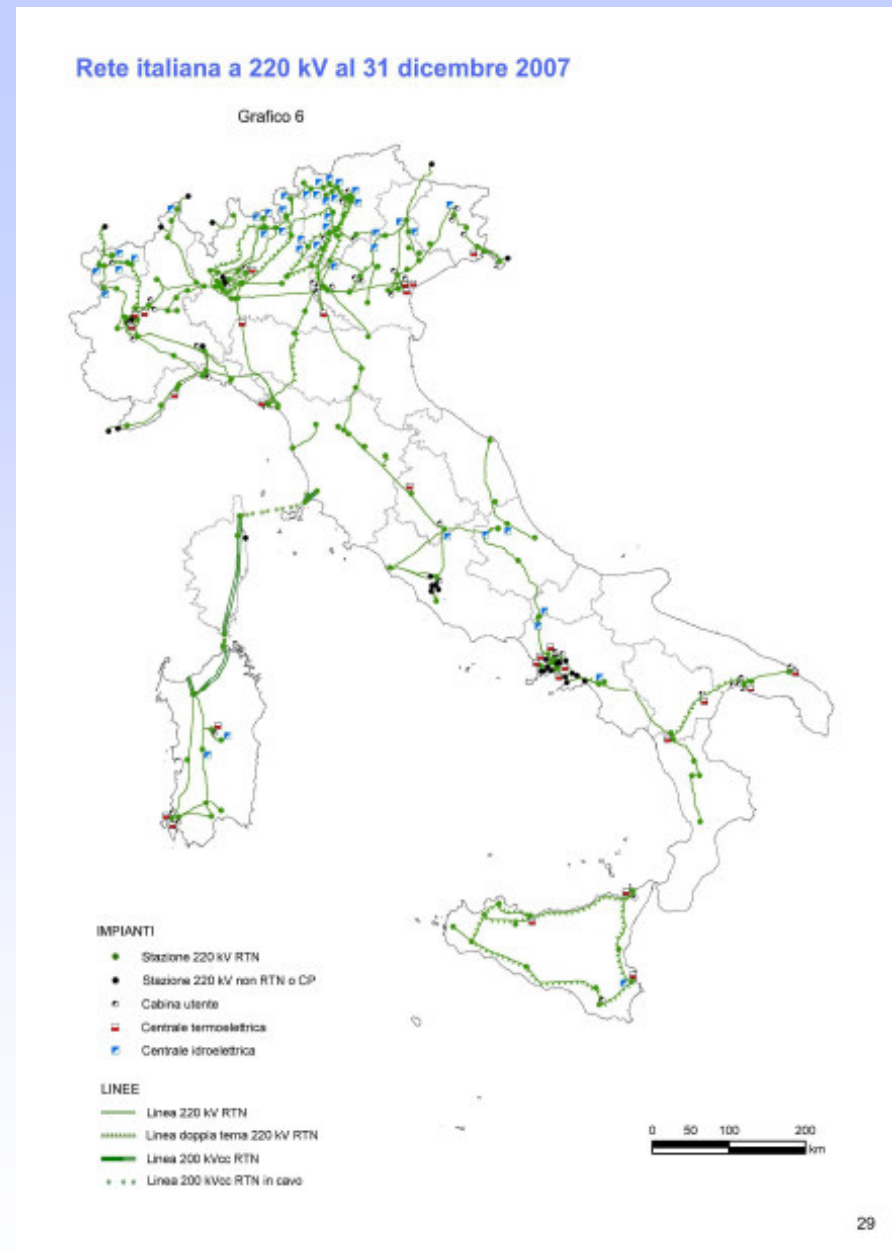 Rete italiana a 220 kV al 31 dicembre 2007
Grafico 6
IMPIANTI
Stazione 220 kV RTN
Stazione 220 kV non RTN o CP
Cabina utente
Centrale termoelettrica
Centrale idroelettrica
LINEE
Linea 220 kV RTN
Linea doppia terna 220 kV RTN
Linea 200 kVcc RTN
Linea 200 kVcc RTN in cavo
0 50 100 200
km
29